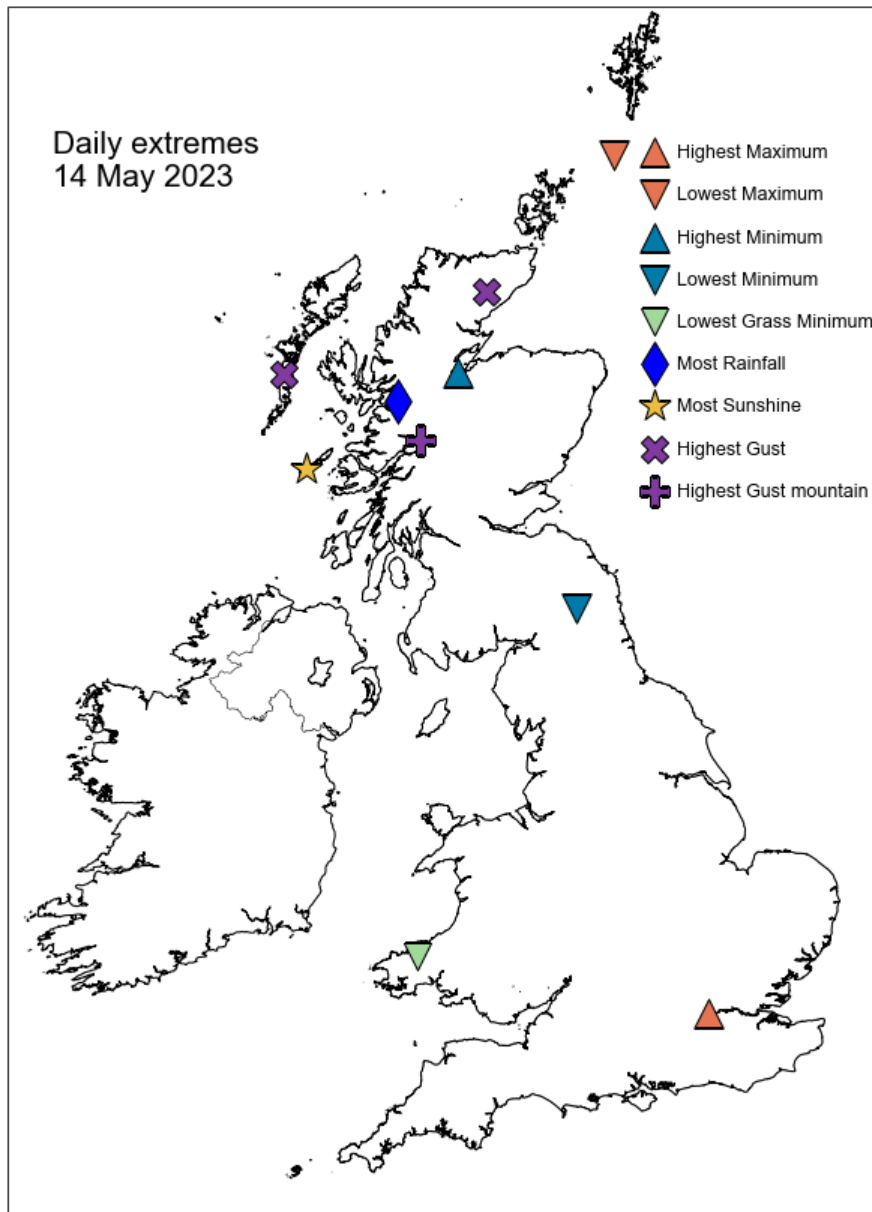 Daily extremes
14 May 2023
Highest Maximum
Lowest Maximum
Highest Minimum
Lowest Minimum
Lowest Grass Minimum
Most Rainfall
Most Sunshine
Highest Gust
Highest Gust mountain